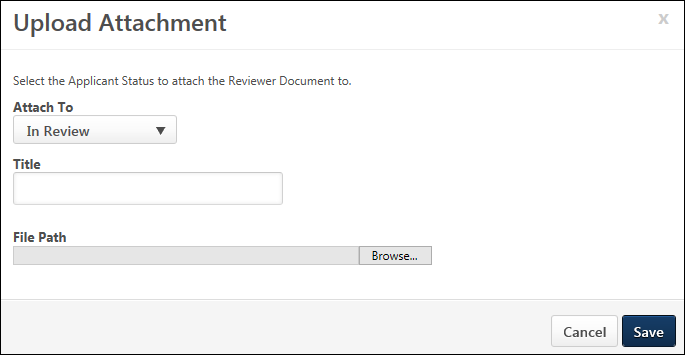 Upload Attachment
x
Select the Applicant Status to attach the Reviewer Document to.
Attach To
In Review
Title
File Path
Browse...
Cancel
Save